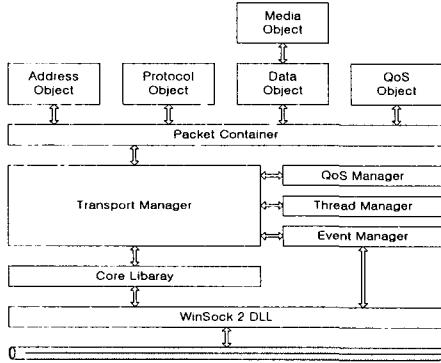 Media
Object
Address
Object
Protocol
Object
Data
Object
QoS
Object
Packet Container
Transport Manager
QoS Manager
Thread Manager
Event Manager
Core Libaray
WinSock 2 DLL